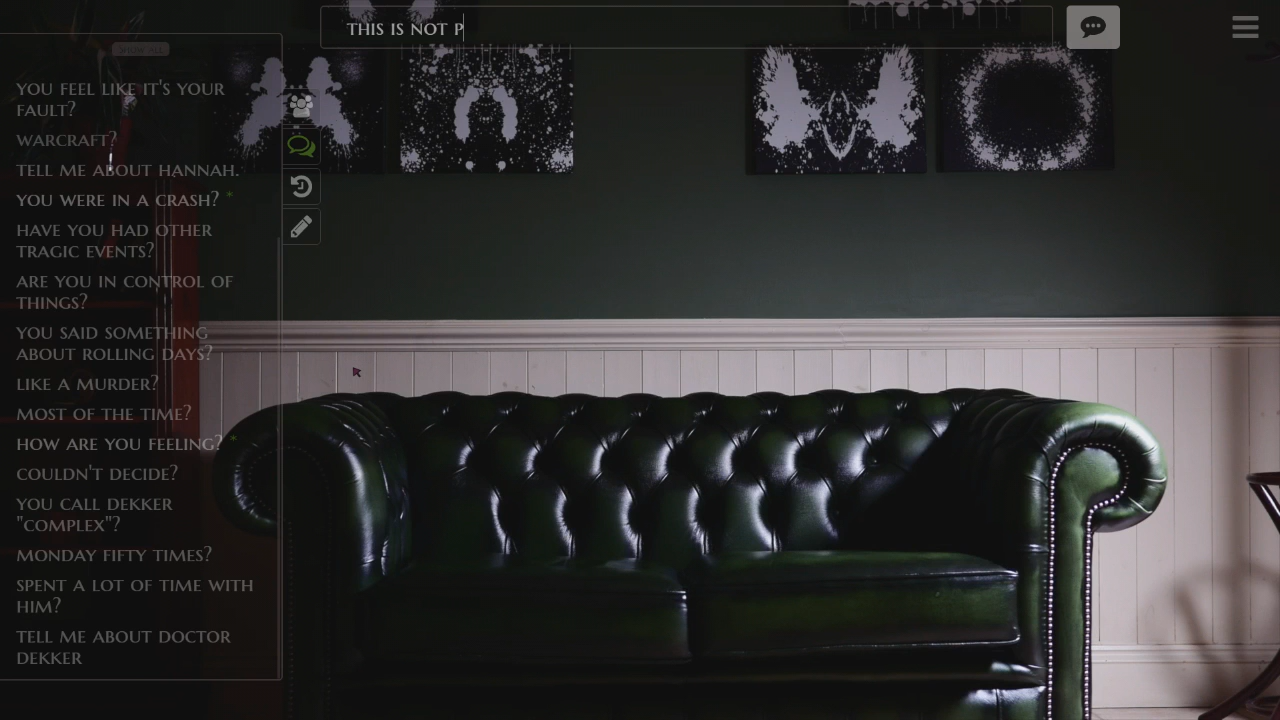 THIS IS NOT P
SHOW ALL
YOU FEEL LIKE IT'S YOUR
FAULT?
WARCRAFT?
TELL ME ABOUT HANNAH.
YOU WERE IN A CRASH? *
HAVE YOU HAD OTHER
TRAGIC EVENTS?
ARE YOU IN CONTROL OF
THINGS?
YOU SAID SOMETHING
ABOUT ROLLING DAYS?
LIKE A MURDER?
MOST OF THE TIME?
HOW ARE YOU FEELING? *
COULDN'T DECIDE?
YOU CALL DEKKER
"COMPLEX"?
MONDAY FIFTY TIMES?
SPENT A LOT OF TIME WITH
HIM?
TELL ME ABOUT DOCTOR
DEKKER